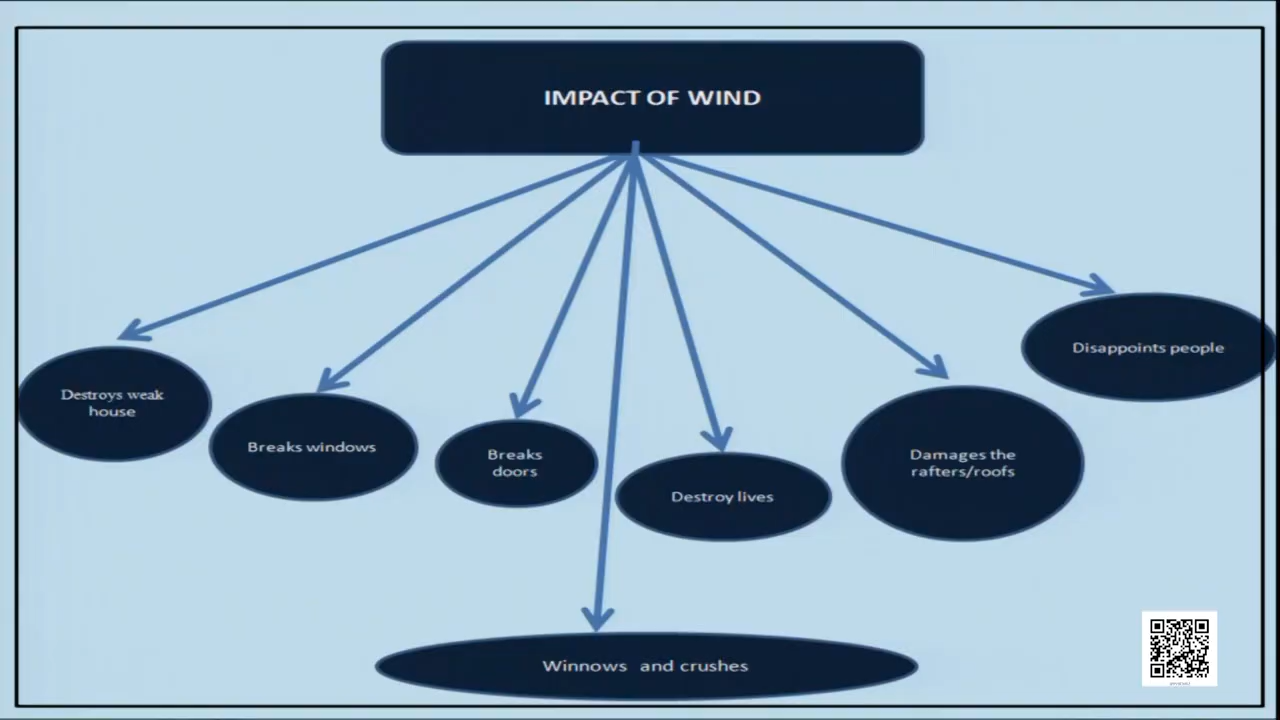 IMPACT OF WIND
Disappoints people
Destroys weak
house
Breaks windows
Breaks
doors
Destroy lives
Damages the
rafters/roofs
Winnows and crushes